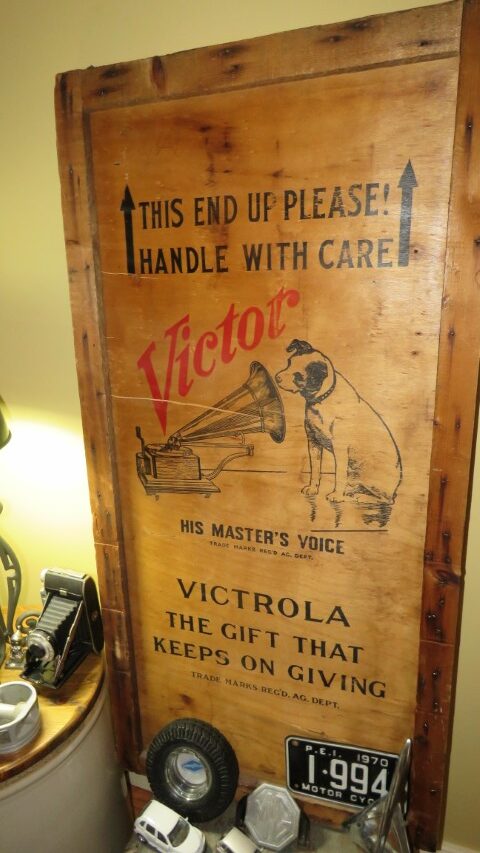 THIS END UP PLEASE!
HANDLE WITH CARE
Victor
HIS MASTER'S VOICE
TRADE MARKS REG'D AG. DEPT.
VICTROLA
THE GIFT THAT
KEEPS ON GIVING
TRADE MARKS REG'D. AG. DEPT.
P.E.I. 1970
1-994
MOTOR CYC